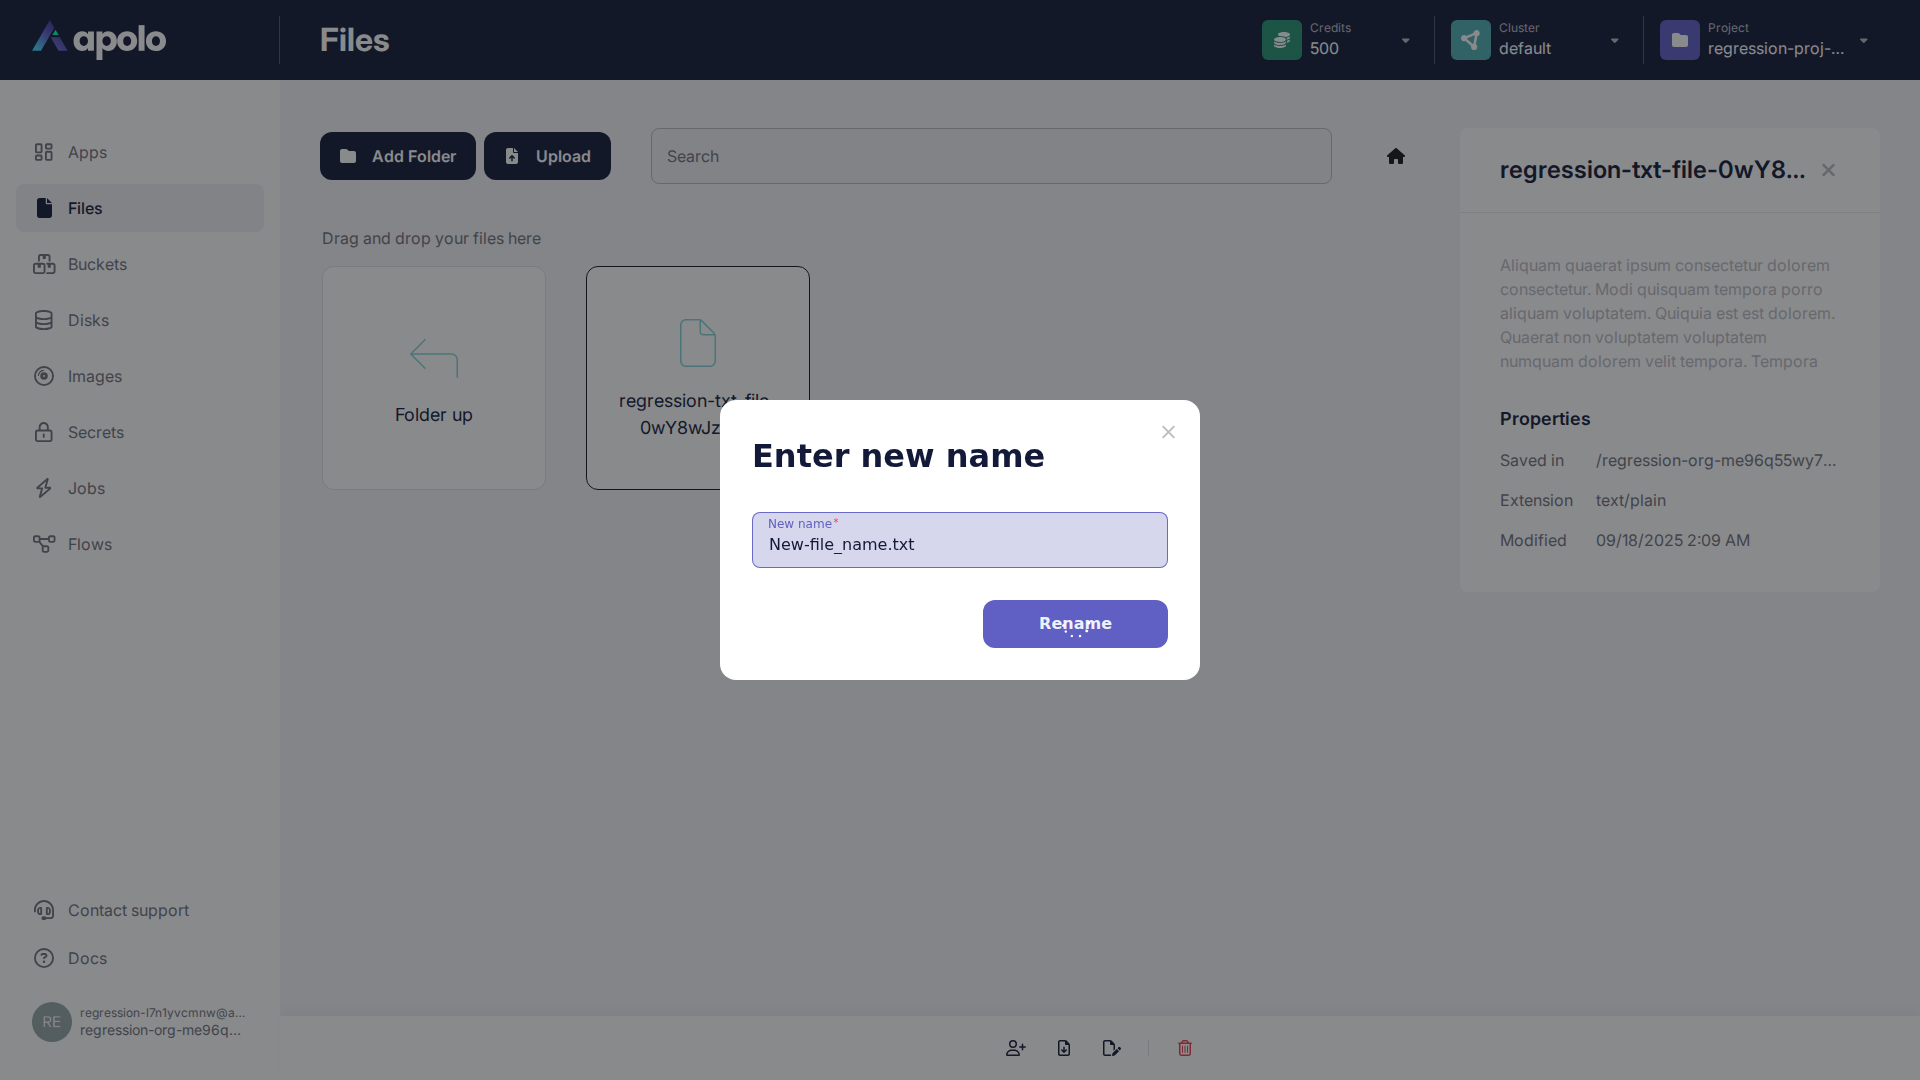 apolo
Files
Credits
500
Cluster
default
Project
regression-proj-...
Apps
Files
Buckets
Disks
Images
Secrets
Jobs
Flows
Contact support
Docs
RE
regression-l7n1yvcmnw@a...
regression-org-me96q...
Add Folder
Upload
Search
Drag and drop your files here
Folder up
regression-txt-file-
0wY8wJz
regression-txt-file-0wY8...
Aliquam quaerat ipsum consectetur dolorem
consectetur. Modi quisquam tempora porro
aliquam voluptatem. Quiquia est est dolorem.
Quaerat non voluptatem voluptatem
numquam dolorem velit tempora. Tempora
Properties
Saved in /regression-org-me96q55wy7...
Extension text/plain
Modified 09/18/2025 2:09 AM
Enter new name
New name*
New-file_name.txt
Rename